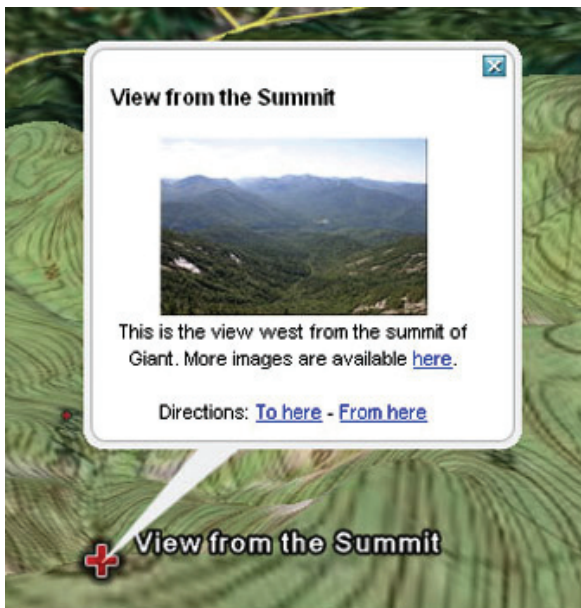 View from the Summit
This is the view west from the summit of
Giant. More images are available here.
Directions: To here - From here
View from the Summit